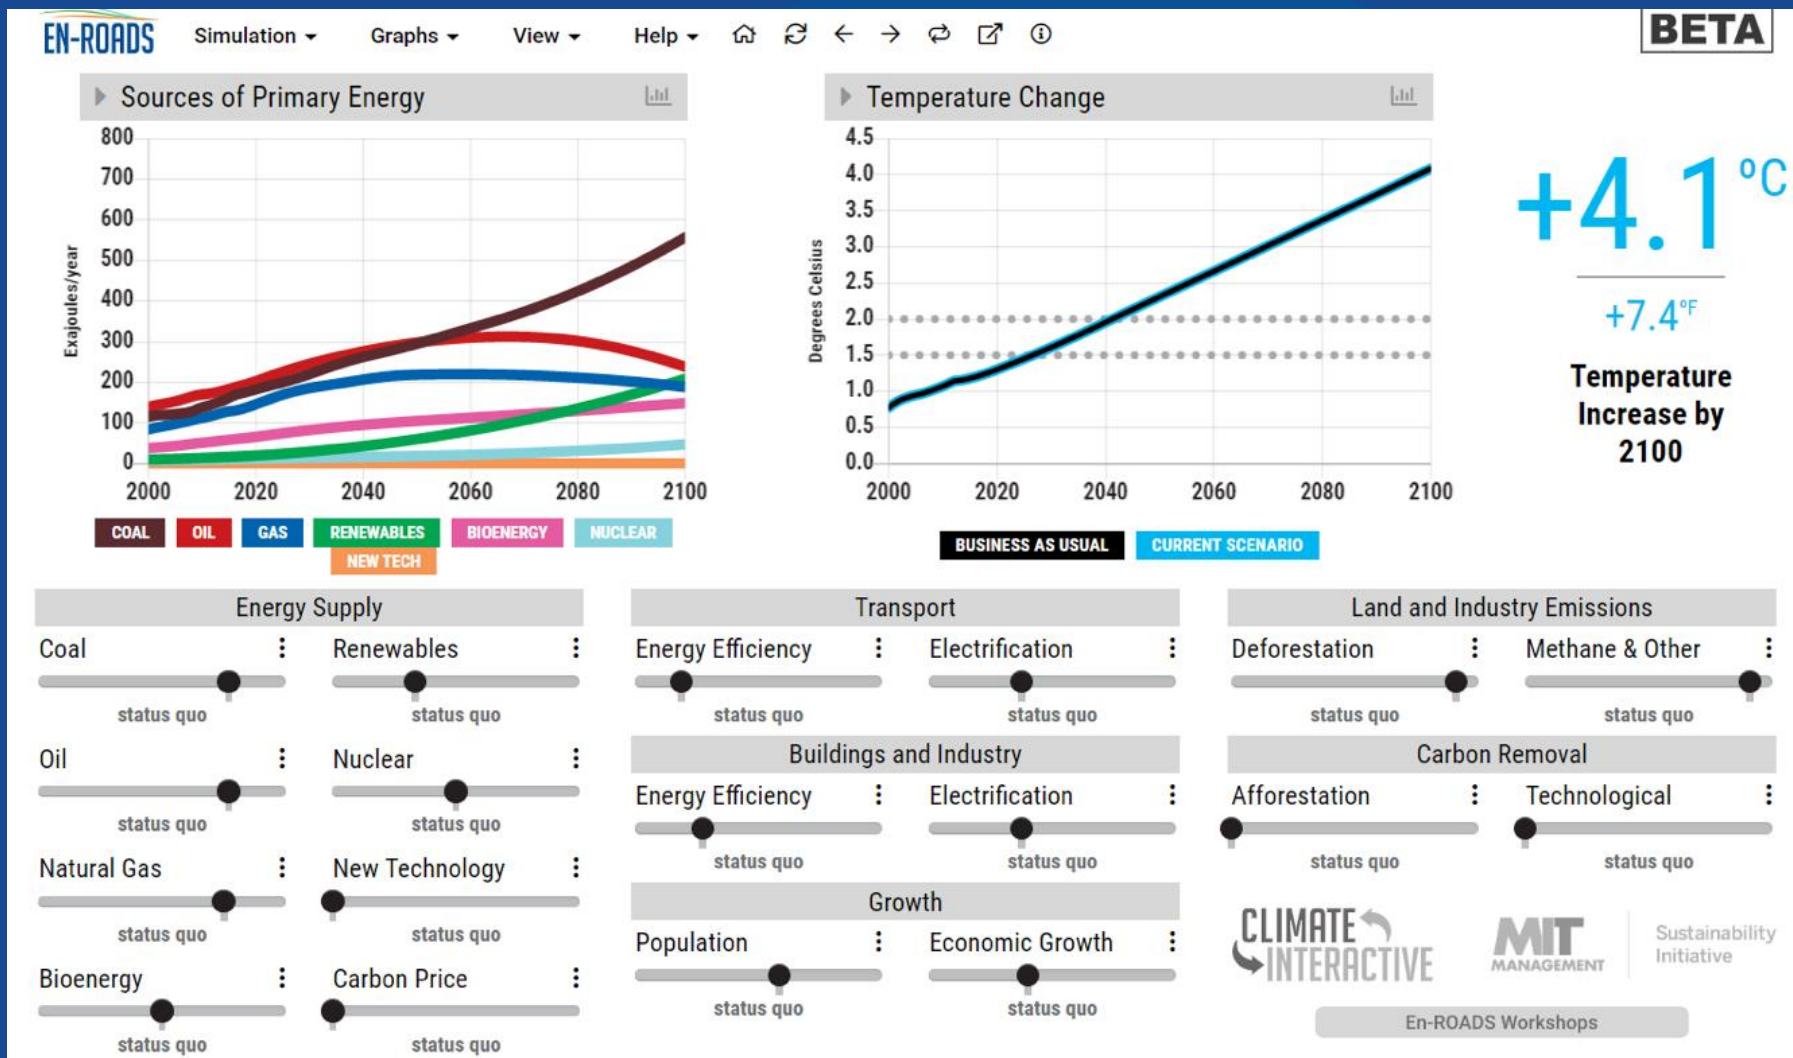 EN-ROADS Simulation Graphs View Help BETA
Sources of Primary Energy
Exajoules/year
800
700
600
500
400
300
200
100
0
2000 2020 2040 2060 2080 2100
COAL OIL GAS RENEWABLES BIOENERGY NUCLEAR
NEW TECH
Temperature Change
Degrees Celsius
4.5
4.0
3.5
3.0
2.5
2.0
1.5
1.0
0.5
0.0
2000 2020 2040 2060 2080 2100
BUSINESS AS USUAL CURRENT SCENARIO
+4.1 ºC
+7.4 ºF
Temperature
Increase by
2100
Energy Supply
Coal Renewables
status quo status quo
Oil Nuclear
status quo status quo
Natural Gas New Technology
status quo status quo
Bioenergy Carbon Price
status quo status quo
Transport
Energy Efficiency Electrification
status quo status quo
Buildings and Industry
Energy Efficiency Electrification
status quo status quo
Growth
Population Economic Growth
status quo status quo
Land and Industry Emissions
Deforestation Methane & Other
status quo status quo
Carbon Removal
Afforestation Technological
status quo status quo
CLIMATE
INTERACTIVE
MIT
MANAGEMENT
Sustainability
Initiative
En-ROADS Workshops